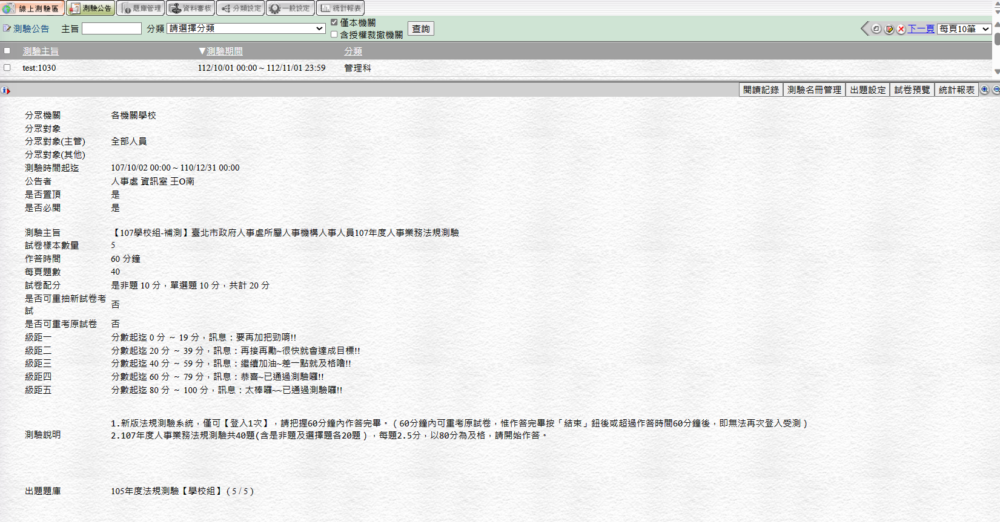 線上測驗區 測驗公告 題庫管理 資料審核 分類設定 一般設定 統計報表
測驗公告 主旨 分類 請選擇分類 僅本機關 含授權裁撤機關 查詢 下一頁 每頁10筆
測驗主旨 ▼測驗期間 分類
test:1030 112/10/01 00:00 ~ 112/11/01 23:59 管理科
閱讀記錄 測驗名冊管理 出題設定 試卷預覽 統計報表
分眾機關 各機關學校
分眾對象
分眾對象(主管) 全部人員
分眾對象(其他)
測驗時間起迄 107/10/02 00:00 ~ 110/12/31 00:00
公告者 人事處 資訊室 王O南
是否置頂 是
是否必閱 是
測驗主旨 【107學校組-補測】臺北市政府人事處所屬人事機構人事人員107年度人事業務法規測驗
試卷樣本數量 5
作答時間 60 分鐘
每頁題數 40
試卷配分 是非題 10 分，單選題 10 分，共計 20 分
是否可重抽新試卷考試 否
是否可重考原試卷 否
級距一 分數起迄 0 分 ～ 19 分，訊息：要再加把勁唷!!
級距二 分數起迄 20 分 ～ 39 分，訊息：再接再勵~很快就會達成目標!!
級距三 分數起迄 40 分 ～ 59 分，訊息：繼續加油~差一點就及格嚕!!
級距四 分數起迄 60 分 ～ 79 分，訊息：恭喜~已通過測驗囉!!
級距五 分數起迄 80 分 ～ 100 分，訊息：太棒囉~~已通過測驗囉!!
測驗說明
1.新版法規測驗系統，僅可【登入1次】，請把握60分鐘內作答完畢。（60分鐘內可重考原試卷，惟作答完畢按「結束」鈕後或超過作答時間60分鐘後，即無法再次登入受測）
2.107年度人事業務法規測驗共40題(含是非題及選擇題各20題），每題2.5分，以80分為及格，請開始作答。
出題題庫 105年度法規測驗【學校組】 ( 5 / 5 )